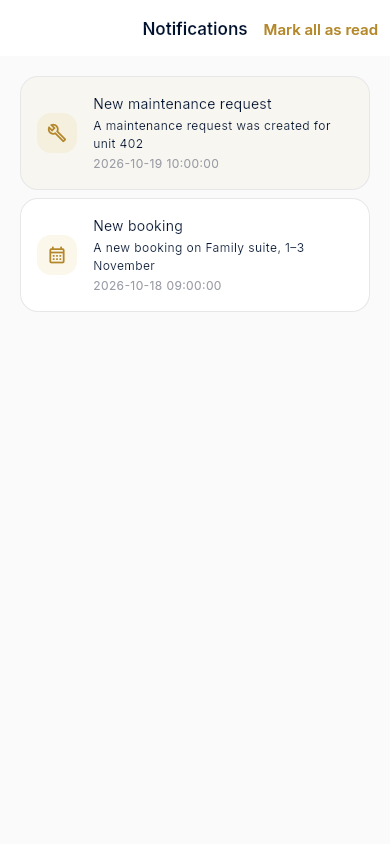 Notifications
Mark all as read
New maintenance request
A maintenance request was created for
unit 402
2026-10-19 10:00:00
New booking
A new booking on Family suite, 1–3
November
2026-10-18 09:00:00